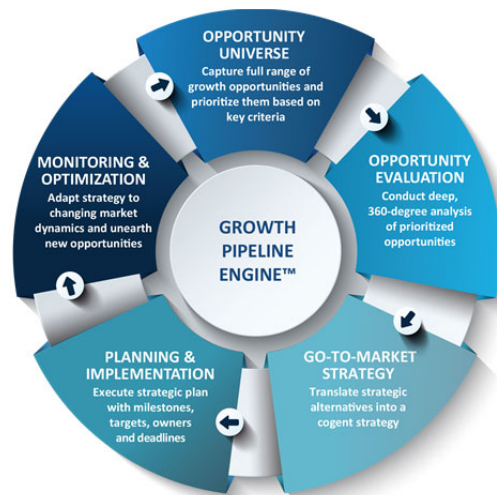 OPPORTUNITY
UNIVERSE
Capture full range of
growth opportunities and
prioritize them based on
key criteria
OPPORTUNITY
EVALUATION
Conduct deep,
360-degree analysis
of prioritized
opportunities
GO-TO-MARKET
STRATEGY
Translate strategic
alternatives into a
cogent strategy
PLANNING &
IMPLEMENTATION
Execute strategic plan
with milestones,
targets, owners
and deadlines
MONITORING &
OPTIMIZATION
Adapt strategy to
changing market
dynamics and unearth
new opportunities
GROWTH
PIPELINE
ENGINE™